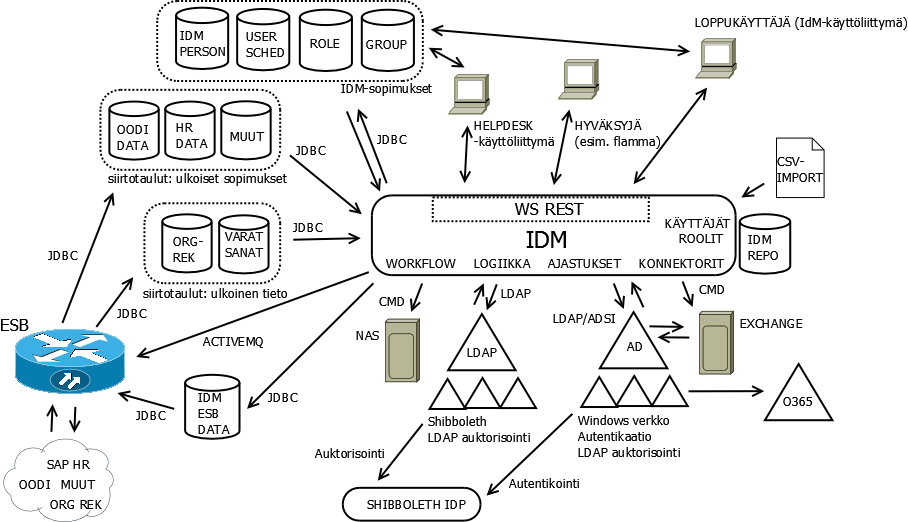 LOPPUKÄYTTÄJÄ (IdM-käyttöliittymä)
IDM
PERSON
USER
SCHED
ROLE
GROUP
IDM-sopimukset
HELPDESK
-käyttöliittymä
HYVÄKSYJÄ
(esim. flamma)
OODI
DATA
HR
DATA
MUUT
JDBC
JDBC
siirtotaulut: ulkoiset sopimukset
CSV-
IMPORT
WS REST
IDM
KÄYTTÄJÄT
ROOLIT
WORKFLOW
LOGIIKKA
AJASTUKSET
KONNEKTORIT
IDM
REPO
ORG-
REK
VARAT
SANAT
JDBC
JDBC
siirtotaulut: ulkoinen tieto
JDBC
ESB
ACTIVEMQ
CMD
NAS
LDAP
LDAP
LDAP/ADSI
AD
CMD
EXCHANGE
O365
IDM
ESB
DATA
JDBC
JDBC
Shibboleth
LDAP auktorisointi
Windows verkko
Autentikaatio
LDAP auktorisointi
Auktorisointi
Autentikointi
SAP HR
OODI MUUT
ORG REK
SHIBBOLETH IDP